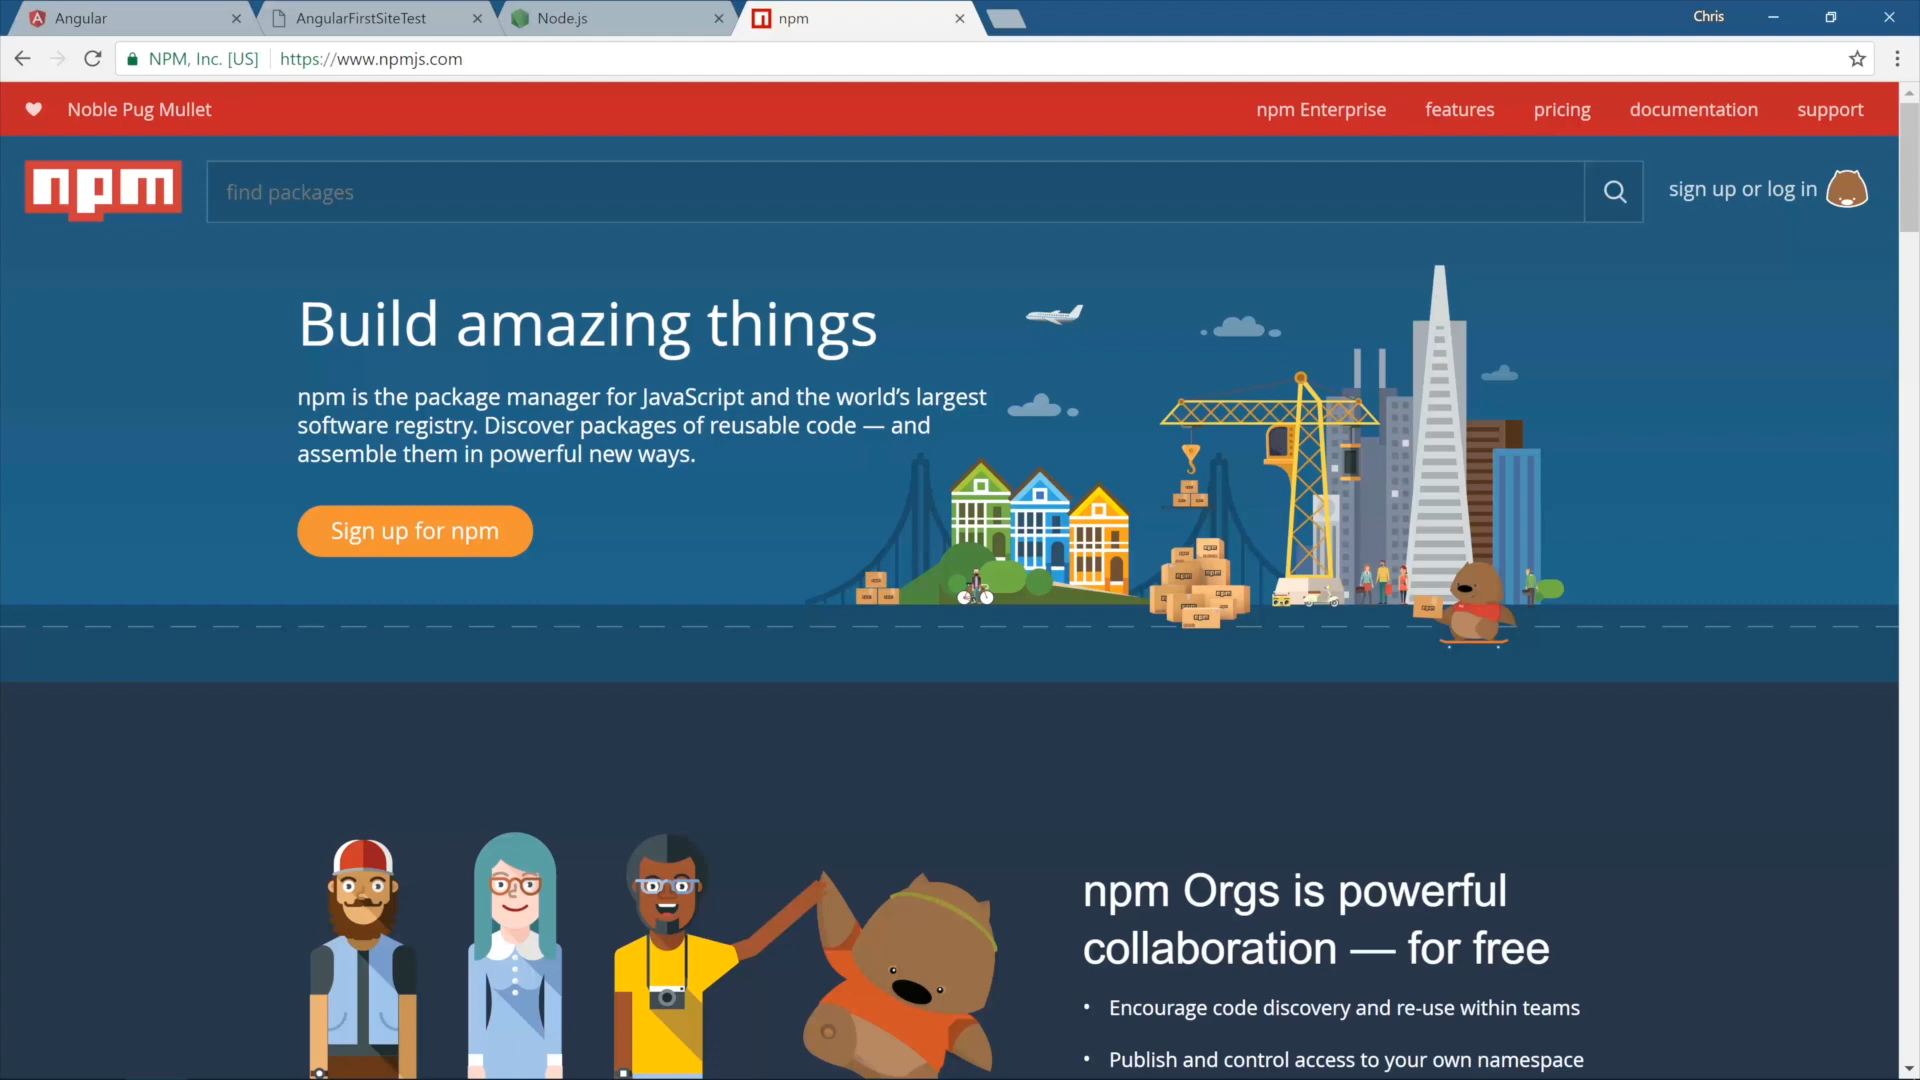 Angular
AngularFirstSiteTest
Node.js
npm
Chris
NPM, Inc. [US]
https://www.npmjs.com
Noble Pug Mullet
npm Enterprise
features
pricing
documentation
support
npm
find packages
sign up or log in
Build amazing things
npm is the package manager for JavaScript and the world’s largest
software registry. Discover packages of reusable code — and
assemble them in powerful new ways.
Sign up for npm
npm Orgs is powerful
collaboration — for free
• Encourage code discovery and re-use within teams
• Publish and control access to your own namespace